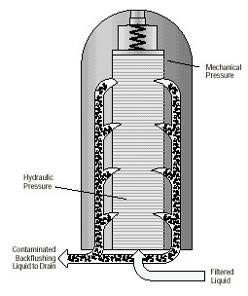 Mechanical
Pressure
Hydraulic
Pressure
Contaminated
Backflushing
Liquid to Drain
Filtered
Liquid